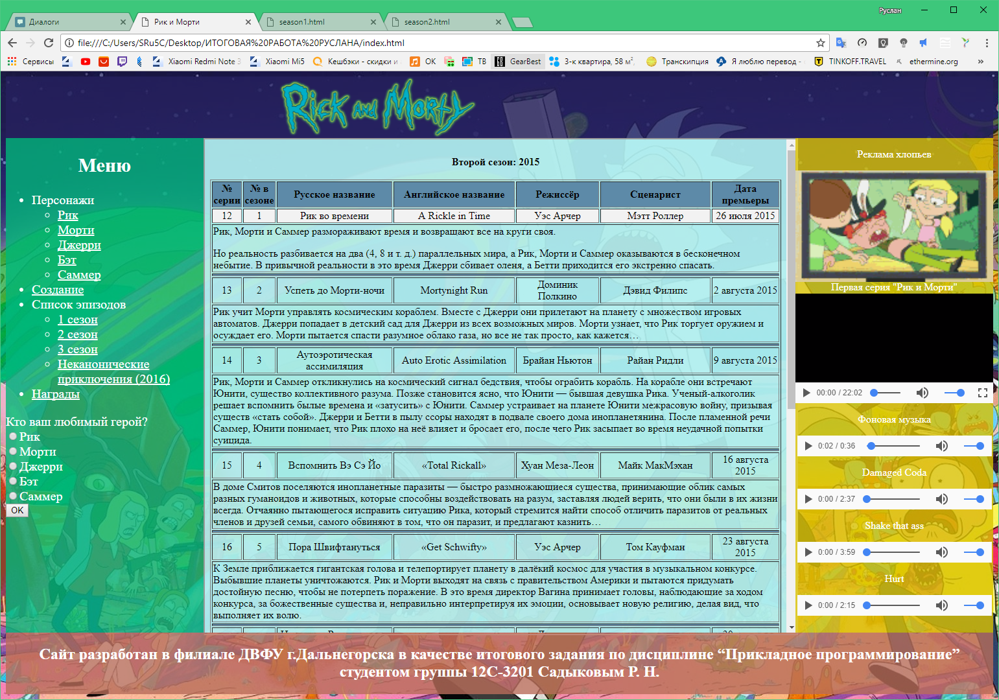 Руслан
Диалоги
Рик и Морти
season1.html
season2.html
file:///C:/Users/SRu5C/Desktop/ИТОГОВАЯ%20РАБОТА%20РУСЛАНА/index.html
Сервисы
Xiaomi Redmi Note 3
Xiaomi Mi5
Кешбэки - скидки и
ОК
ТВ
GearBest
3-к квартира, 58 м²,
Транскипция
Я люблю перевод -
TINKOFF.TRAVEL
ethermine.org
»
RICK AND MORTY
Меню
Персонажи
Рик
Морти
Джерри
Бэт
Саммер
Создание
Список эпизодов
1 сезон
2 сезон
3 сезон
Неканонические
приключения (2016)
Награды
Кто ваш любимый герой?
Рик
Морти
Джерри
Бэт
Саммер
OK
Второй сезон: 2015
№ серии № в сезоне Русское название Английское название Режиссёр Сценарист Дата премьеры
12 1 Рик во времени A Rickle in Time Уэс Арчер Мэтт Роллер 26 июля 2015
Рик, Морти и Саммер размораживают время и возвращают все на круги своя.
Но реальность разбивается на два (4, 8 и т. д.) параллельных мира, а Рик, Морти и Саммер оказываются в бесконечном
небытие. В привычной реальности в это время Джерри сбивает оленя, а Бетти приходится его экстренно спасать.
13 2 Успеть до Морти-ночи Mortynight Run Доминик Полкино Дэвид Филипс 2 августа 2015
Рик учит Морти управлять космическим кораблем. Вместе с Джерри они прилетают на планету с множеством игровых
автоматов. Джерри попадает в детский сад для Джерри из всех возможных миров. Морти узнает, что Рик торгует оружием и
осуждает его. Морти пытается спасти разумное облако газа, но все не так просто, как кажется…
14 3 Аутоэротическая ассимиляция Auto Erotic Assimilation Брайан Ньютон Райан Ридли 9 августа 2015
Рик, Морти и Саммер откликнулись на космический сигнал бедствия, чтобы ограбить корабль. На корабле они встречают
Юнити, существо коллективного разума. Позже становится ясно, что Юнити — бывшая девушка Рика. Ученый-алкоголик
решает вспомнить былые времена и «затусить» с Юнити. Саммер устраивает на планете Юнити межрасовую войну, призывая
существ «стать собой». Джерри и Бетти в пылу ссоры находят в подвале своего дома инопланетянина. После пламенной речи
Саммер, Юнити понимает, что Рик плохо на неё влияет и бросает его, после чего Рик засыпает во время неудачной попытки
суицида.
15 4 Вспомнить Вэ Сэ Йо «Total Rickall» Хуан Меза-Леон Майк МакМэхан 16 августа 2015
В доме Смитов поселяются инопланетные паразиты — быстро размножающиеся существа, принимающие облик самых
разных гуманоидов и животных, которые способны воздействовать на разум, заставляя людей верить, что они были в их жизни
всегда. Отчаянно пытающегося исправить ситуацию Рика, который стремится найти способ отличить паразитов от реальных
членов и друзей семьи, самого обвиняют в том, что он паразит, и предлагают казнить…
16 5 Пора Швифтануться «Get Schwifty» Уэс Арчер Том Кауфман 23 августа 2015
К Земле приближается гигантская голова и телепортирует планету в далёкий космос для участия в музыкальном конкурсе.
Выбывшие планеты уничтожаются. Рик и Морти выходят на связь с правительством Америки и пытаются придумать
достойную песню, чтобы не потерпеть поражение. В это время директор Вагина принимает головы, наблюдающие за ходом
конкурса, за божественные существа и, неправильно интерпретируя их эмоции, основывает новую религию, делая вид, что
выполняет их волю.
Реклама хлопьев
Первая серия "Рик и Морти"
00:00 / 22:02
Фоновая музыка
0:02 / 0:36
Damaged Coda
0:00 / 2:37
Shake that ass
0:00 / 3:59
Hurt
0:00 / 2:15
Сайт разработан в филиале ДВФУ г.Дальнегорска в качестве итогового задания по дисциплине “Прикладное программирование”
студентом группы 12С-3201 Садыковым Р. Н.